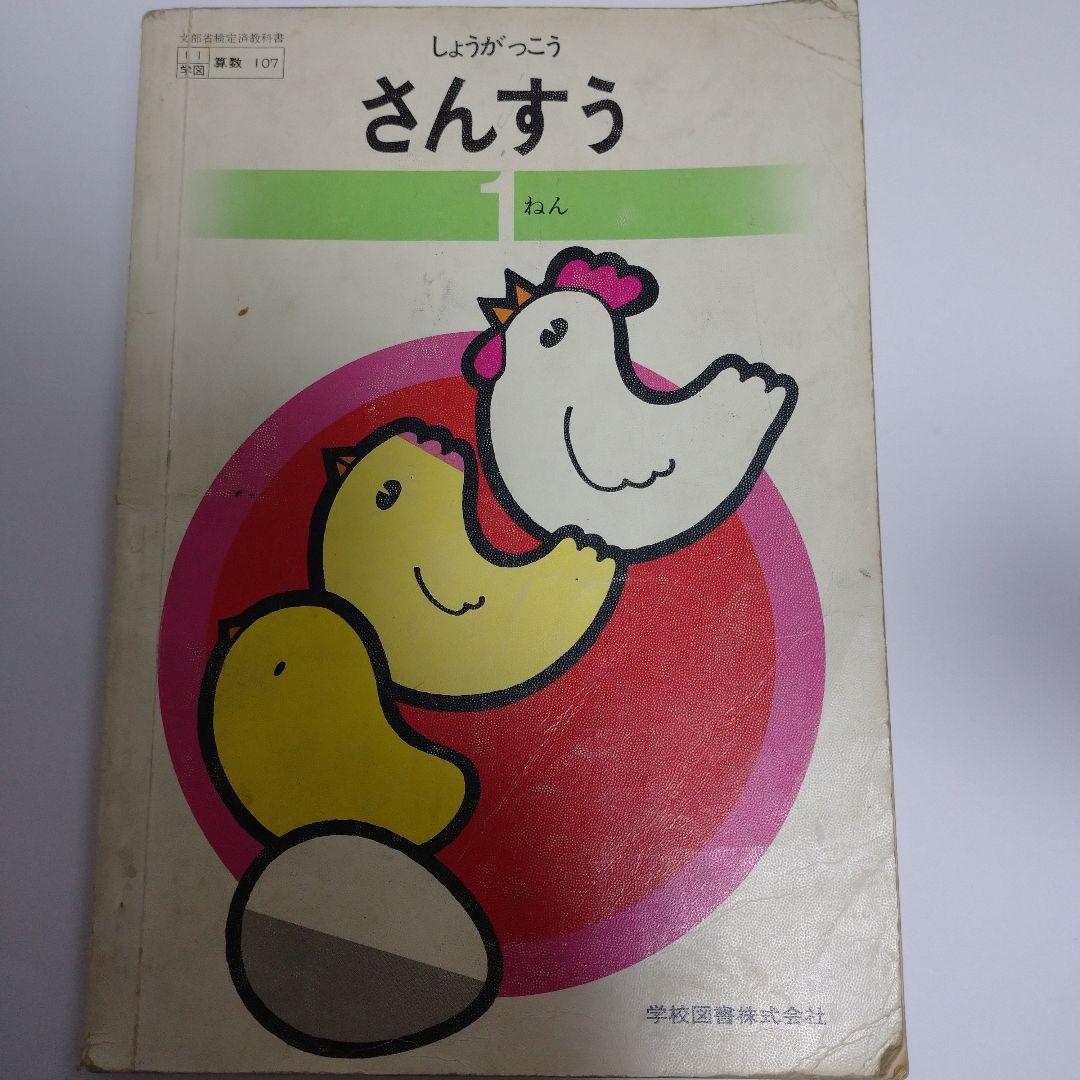 文部省検定済教科書
11
学図
算数 107
しょうがっこう
さんすう
1ねん
学校図書株式会社